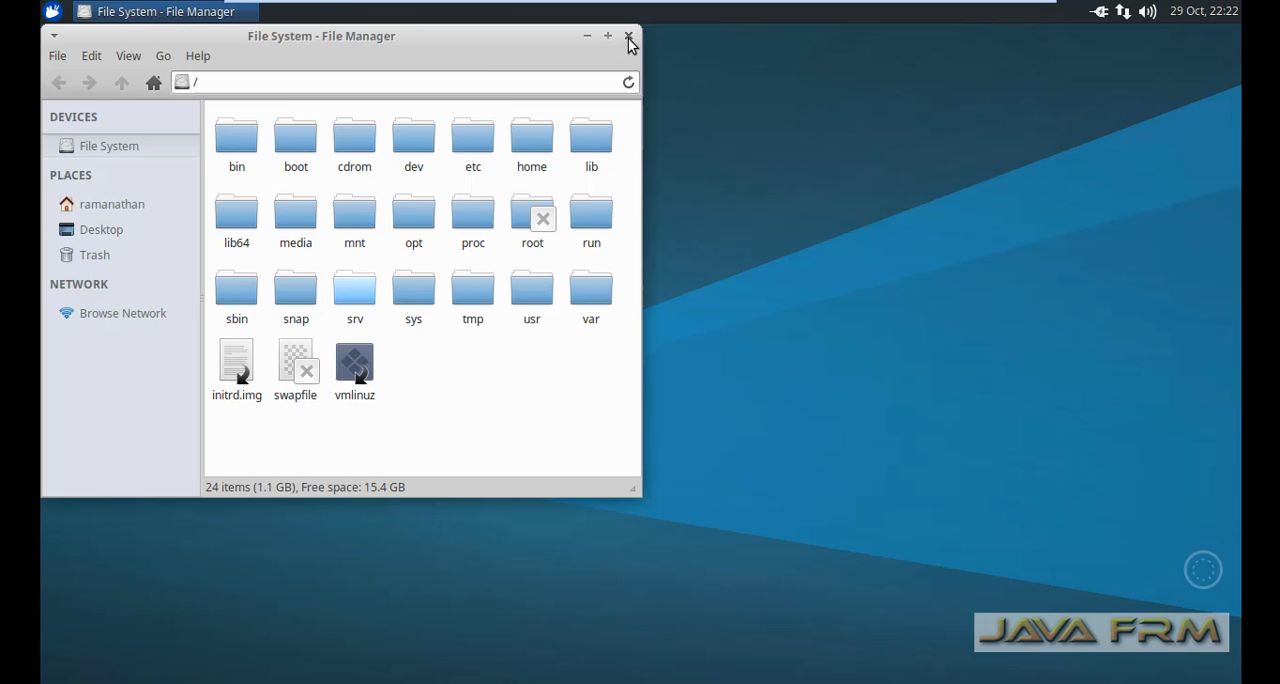 File System - File Manager
29 Oct, 22:22
File System - File Manager
File Edit View Go Help
/
DEVICES
File System
PLACES
ramanathan
Desktop
Trash
NETWORK
Browse Network
bin boot cdrom dev etc home lib
lib64 media mnt opt proc root run
sbin snap srv sys tmp usr var
initrd.img swapfile vmlinuz
24 items (1.1 GB), Free space: 15.4 GB
JAVA FRM